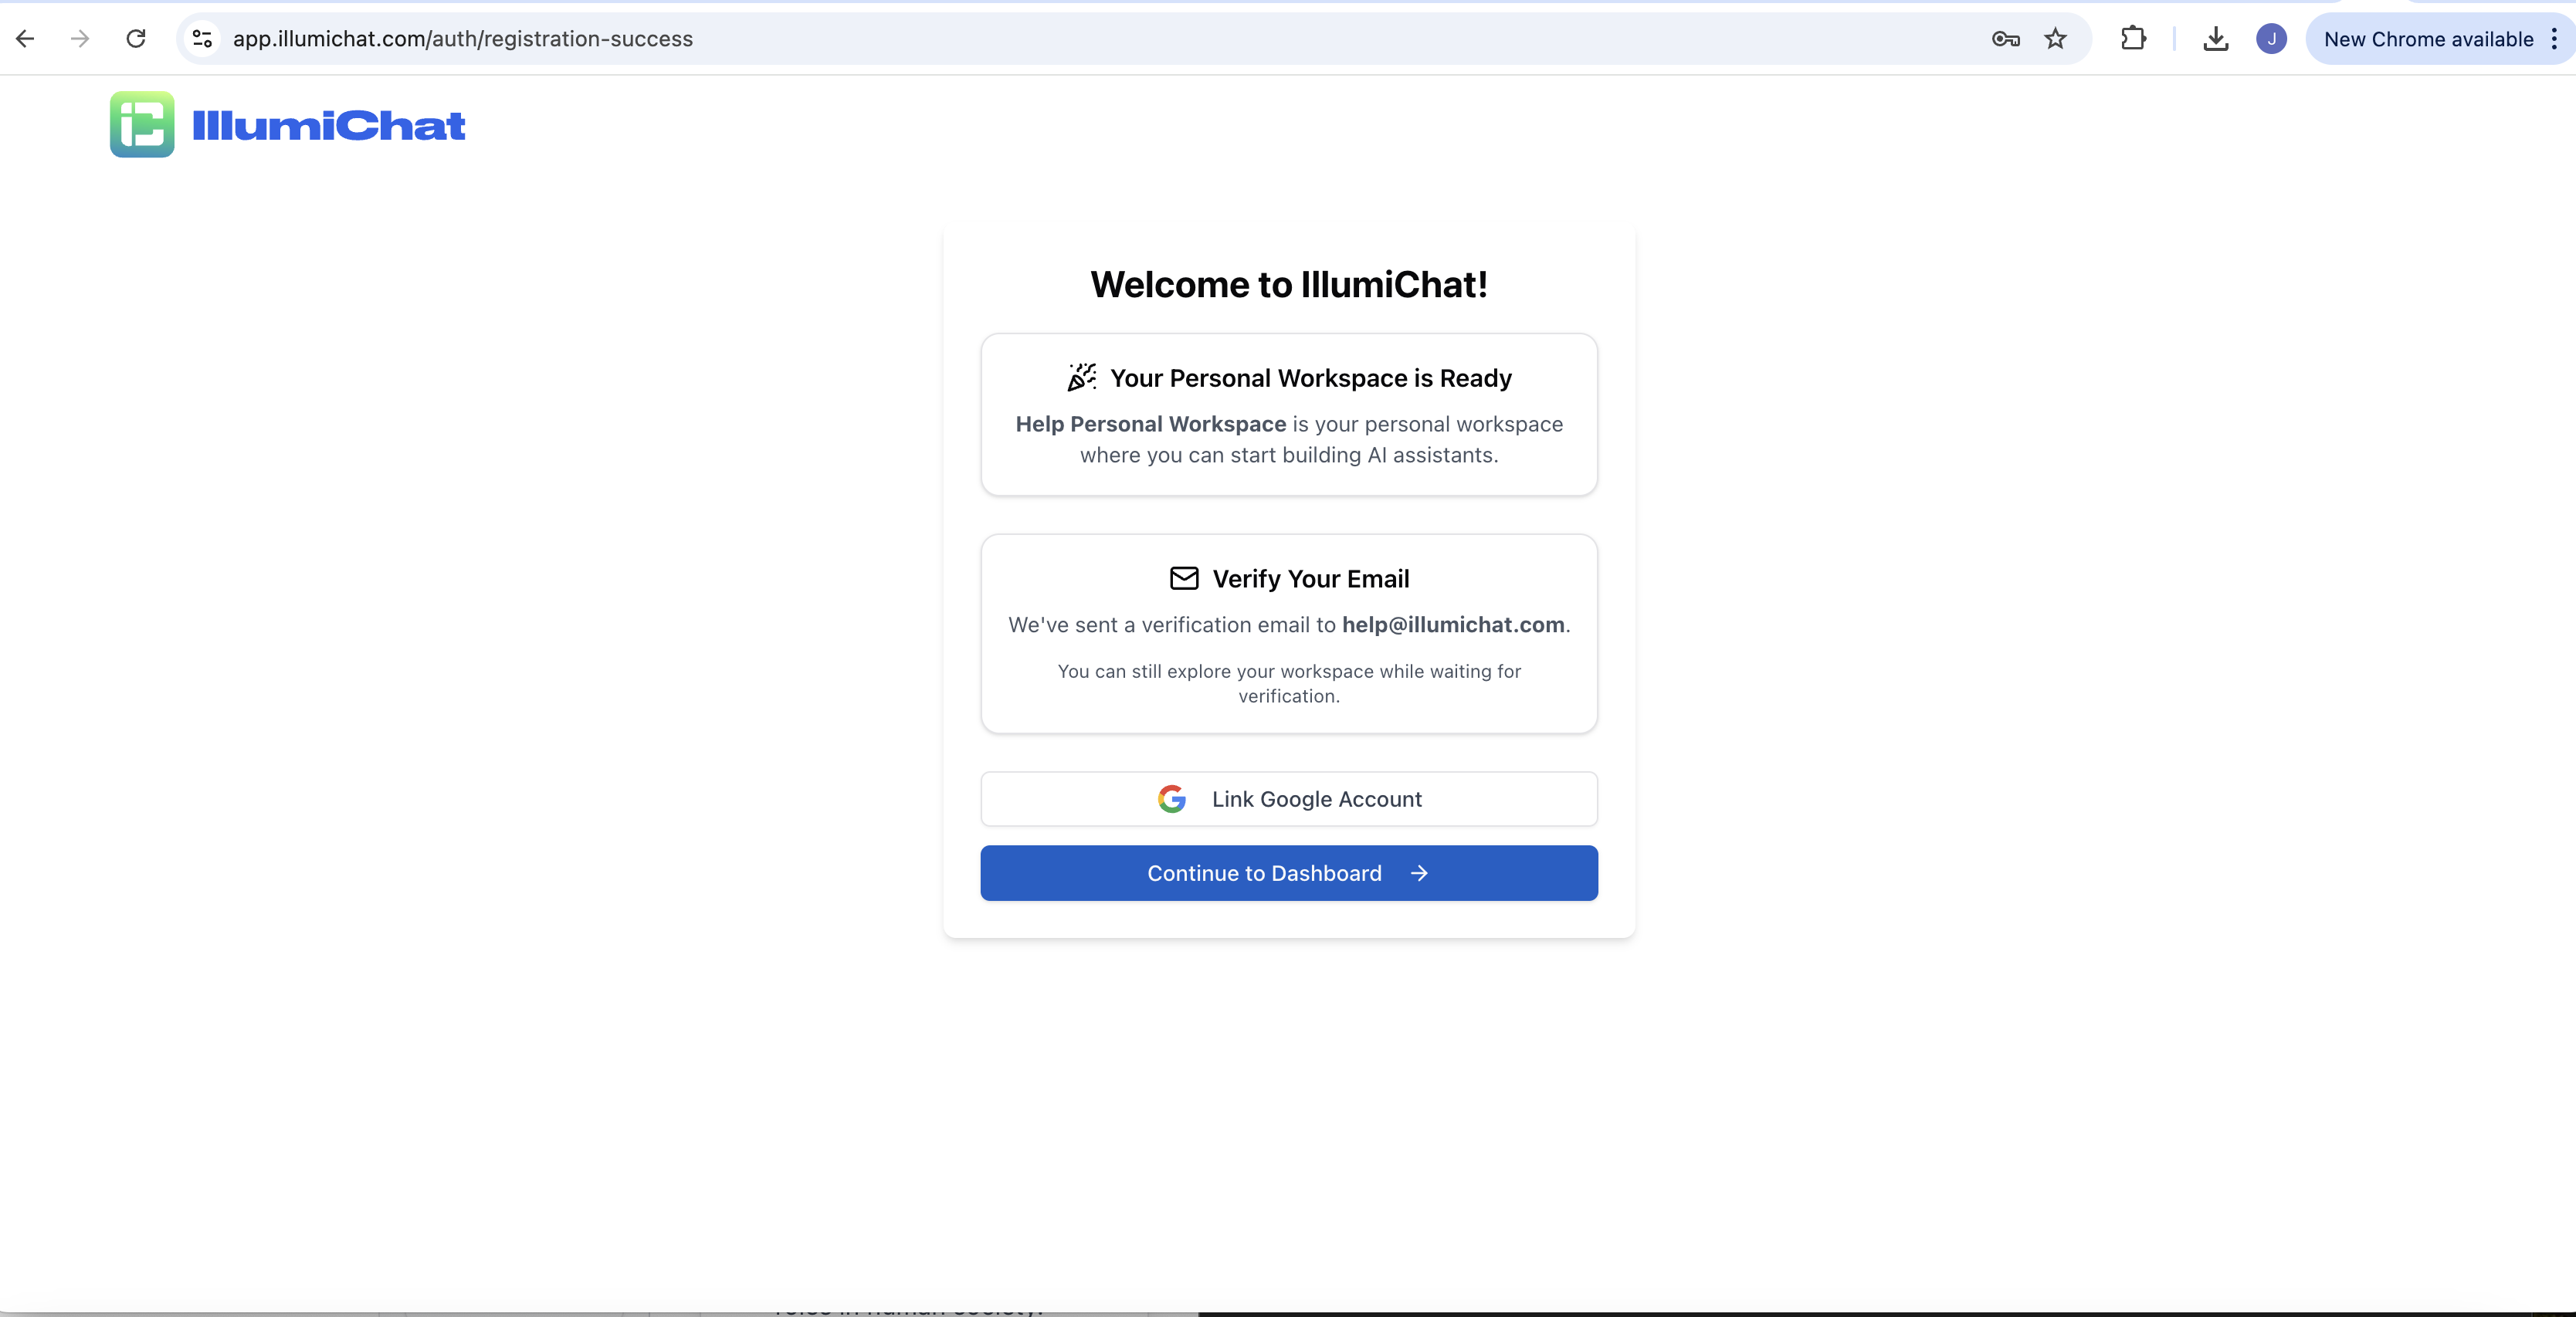 app.illumichat.com/auth/registration-success
J
New Chrome available
IllumiChat
Welcome to IllumiChat!
Your Personal Workspace is Ready
Help Personal Workspace is your personal workspace
where you can start building AI assistants.
Verify Your Email
We've sent a verification email to help@illumichat.com.
You can still explore your workspace while waiting for
verification.
Link Google Account
Continue to Dashboard